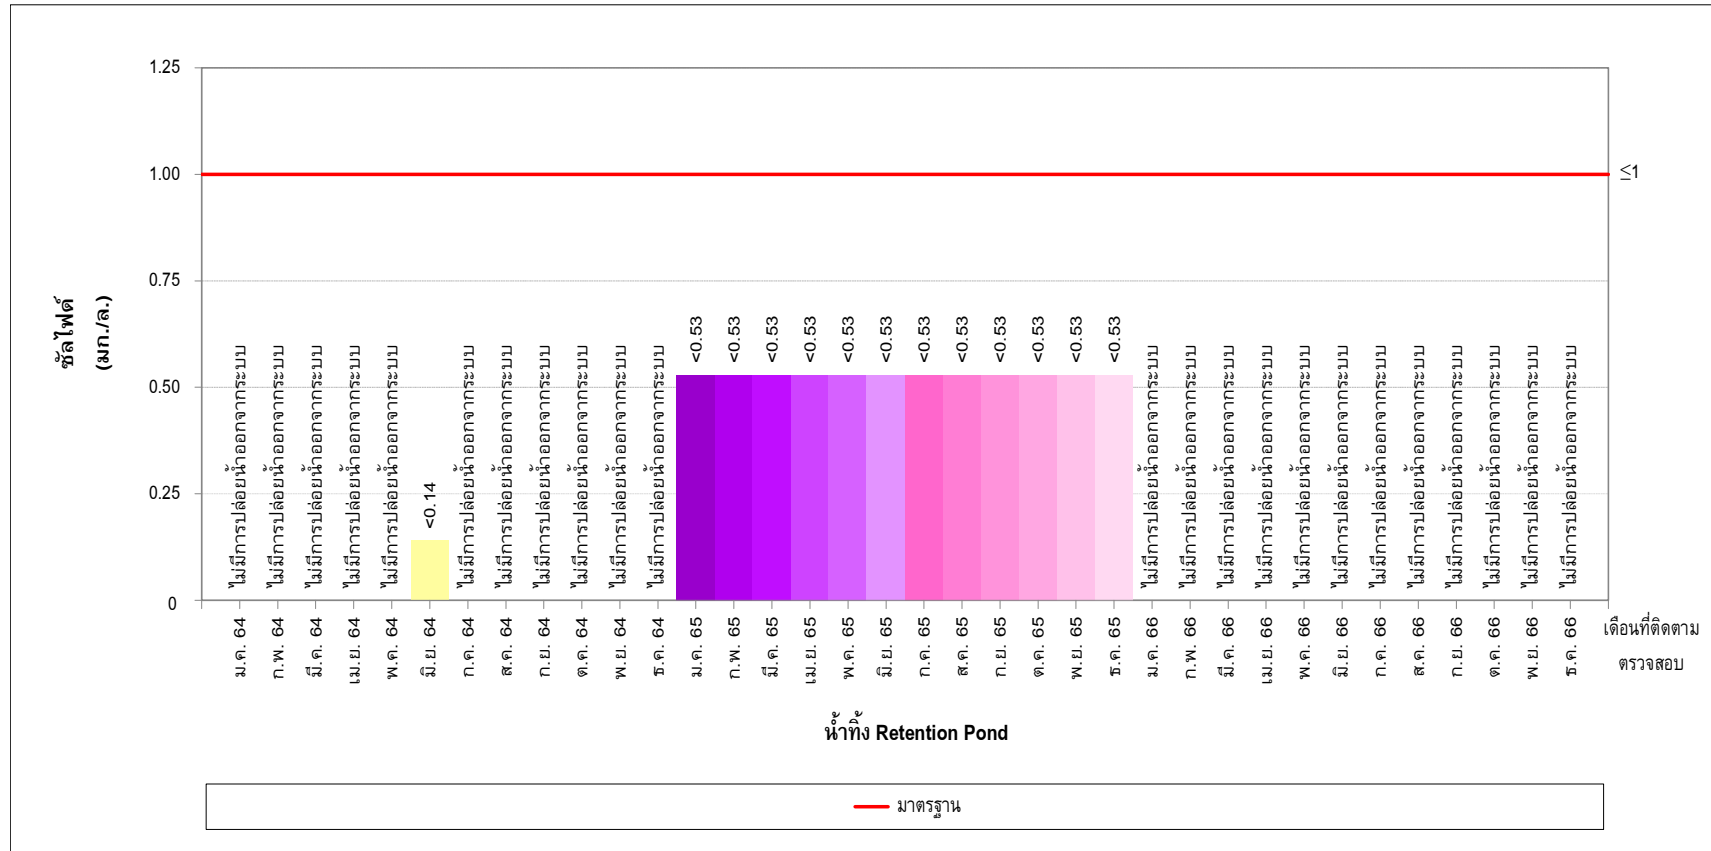 1.25
1.00
0.75
0.50
0.25
0
ซัลไฟด์
(มก./ล.)
≤1
ไม่มีการปล่อยน้ำออกจากระบบ
ไม่มีการปล่อยน้ำออกจากระบบ
ไม่มีการปล่อยน้ำออกจากระบบ
ไม่มีการปล่อยน้ำออกจากระบบ
ไม่มีการปล่อยน้ำออกจากระบบ
<0.14
ไม่มีการปล่อยน้ำออกจากระบบ
ไม่มีการปล่อยน้ำออกจากระบบ
ไม่มีการปล่อยน้ำออกจากระบบ
ไม่มีการปล่อยน้ำออกจากระบบ
ไม่มีการปล่อยน้ำออกจากระบบ
ไม่มีการปล่อยน้ำออกจากระบบ
<0.53
<0.53
<0.53
<0.53
<0.53
<0.53
<0.53
<0.53
<0.53
<0.53
<0.53
<0.53
ไม่มีการปล่อยน้ำออกจากระบบ
ไม่มีการปล่อยน้ำออกจากระบบ
ไม่มีการปล่อยน้ำออกจากระบบ
ไม่มีการปล่อยน้ำออกจากระบบ
ไม่มีการปล่อยน้ำออกจากระบบ
ไม่มีการปล่อยน้ำออกจากระบบ
ไม่มีการปล่อยน้ำออกจากระบบ
ไม่มีการปล่อยน้ำออกจากระบบ
ไม่มีการปล่อยน้ำออกจากระบบ
ไม่มีการปล่อยน้ำออกจากระบบ
ไม่มีการปล่อยน้ำออกจากระบบ
ไม่มีการปล่อยน้ำออกจากระบบ
ม.ค. 64
ก.พ. 64
มี.ค. 64
เม.ย. 64
พ.ค. 64
มิ.ย. 64
ก.ค. 64
ส.ค. 64
ก.ย. 64
ต.ค. 64
พ.ย. 64
ธ.ค. 64
ม.ค. 65
ก.พ. 65
มี.ค. 65
เม.ย. 65
พ.ค. 65
มิ.ย. 65
ก.ค. 65
ส.ค. 65
ก.ย. 65
ต.ค. 65
พ.ย. 65
ธ.ค. 65
ม.ค. 66
ก.พ. 66
มี.ค. 66
เม.ย. 66
พ.ค. 66
มิ.ย. 66
ก.ค. 66
ส.ค. 66
ก.ย. 66
ต.ค. 66
พ.ย. 66
ธ.ค. 66
เดือนที่ติดตาม
ตรวจสอบ
น้ำทิ้ง Retention Pond
มาตรฐาน